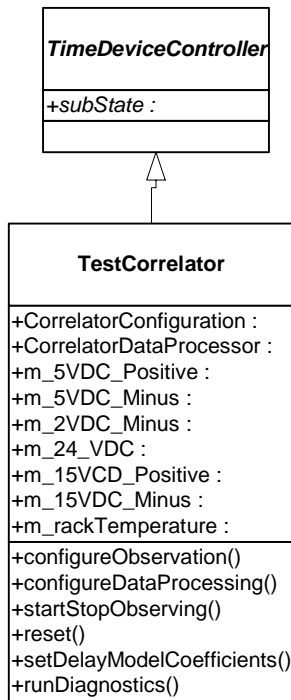 TimeDeviceController
+subState :
TestCorrelator
+CorrelatorConfiguration :
+CorrelatorDataProcessor :
+m_5VDC_Positive :
+m_5VDC_Minus :
+m_2VDC_Minus :
+m_24_VDC :
+m_15VCD_Positive :
+m_15VDC_Minus :
+m_rackTemperature :
+configureObservation()
+configureDataProcessing()
+startStopObserving()
+reset()
+setDelayModelCoefficients()
+runDiagnostics()